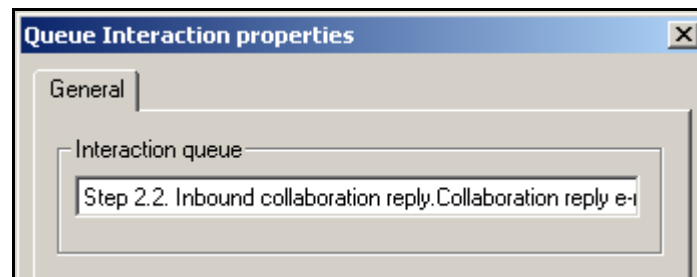 Queue Interaction properties
General
Interaction queue
Step 2.2. Inbound collaboration reply.Collaboration reply e-